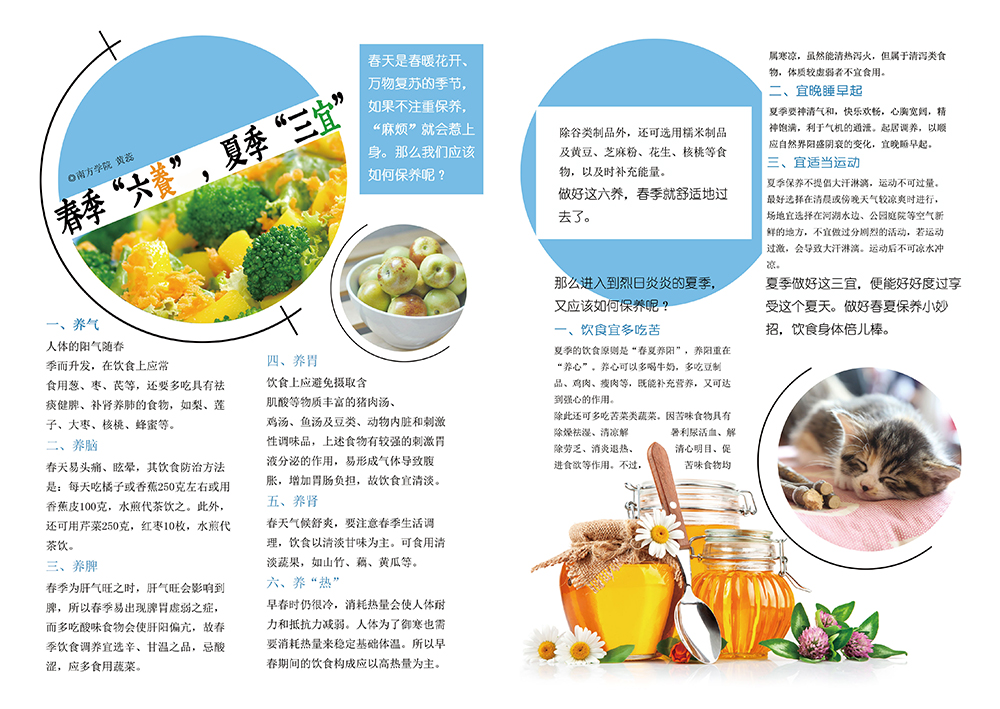 ◎南方学院 黄蕊
春季“六养”，夏季“三宜”
春天是春暖花开、
万物复苏的季节，
如果不注重保养，
“麻烦”就会惹上
身。那么我们应该
如何保养呢？
一、养气
人体的阳气随春
季而升发，在饮食上应常
食用葱、枣、芪等，还要多吃具有祛
痰健脾、补肾养肺的食物，如梨、莲
子、大枣、核桃、蜂蜜等。
二、养脑
春天易头痛、眩晕，其饮食防治方法
是：每天吃橘子或香蕉250克左右或用
香蕉皮100克，水煎代茶饮之。此外，
还可用芹菜250克，红枣10枚，水煎代
茶饮。
三、养脾
春季为肝气旺之时，肝气旺会影响到
脾，所以春季易出现脾胃虚弱之症，
而多吃酸味食物会使肝阳偏亢，故春
季饮食调养宜选辛、甘温之品，忌酸
涩，应多食用蔬菜。
四、养胃
饮食上应避免摄取含
肌酸等物质丰富的猪肉汤、
鸡汤、鱼汤及豆类、动物内脏和刺激
性调味品，上述食物有较强的刺激胃
液分泌的作用，易形成气体导致腹
胀，增加胃肠负担，故饮食宜清淡。
五、养肾
春天气候舒爽，要注意春季生活调
理，饮食以清淡甘味为主。可食用清
淡蔬果，如山竹、藕、黄瓜等。
六、养“热”
早春时仍很冷，消耗热量会使人体耐
力和抵抗力减弱。人体为了御寒也需
要消耗热量来稳定基础体温。所以早
春期间的饮食构成应以高热量为主。
除谷类制品外，还可选用糯米制品
及黄豆、芝麻粉、花生、核桃等食
物，以及时补充能量。
做好这六养，春季就舒适地过
去了。
那么进入到烈日炎炎的夏季，
又应该如何保养呢？
一、饮食宜多吃苦
夏季的饮食原则是“春夏养阳”，养阳重在
“养心”。养心可以多喝牛奶，多吃豆制
品、鸡肉、瘦肉等，既能补充营养，又可达
到强心的作用。
除此还可多吃苦菜类蔬菜。因苦味食物具有
除燥祛湿、清凉解暑利尿活血、解
除劳乏、消炎退热、清心明目、促
进食欲等作用。不过，苦味食物均
属寒凉，虽然能清热泻火，但属于清泻类食
物，体质较虚弱者不宜食用。
二、宜晚睡早起
夏季要神清气和，快乐欢畅，心胸宽阔，精
神饱满，利于气机的通泄。起居调养，以顺
应自然界阳盛阴衰的变化，宜晚睡早起。
三、宜适当运动
夏季保养不提倡大汗淋漓，运动不可过量。
最好选择在清晨或傍晚天气较凉爽时进行，
场地宜选择在河湖水边、公园庭院等空气新
鲜的地方，不宜做过分剧烈的活动，若运动
过激，会导致大汗淋漓。运动后不可凉水冲
凉。
夏季做好这三宜，便能好好度过享
受这个夏天。做好春夏保养小妙
招，饮食身体倍儿棒。